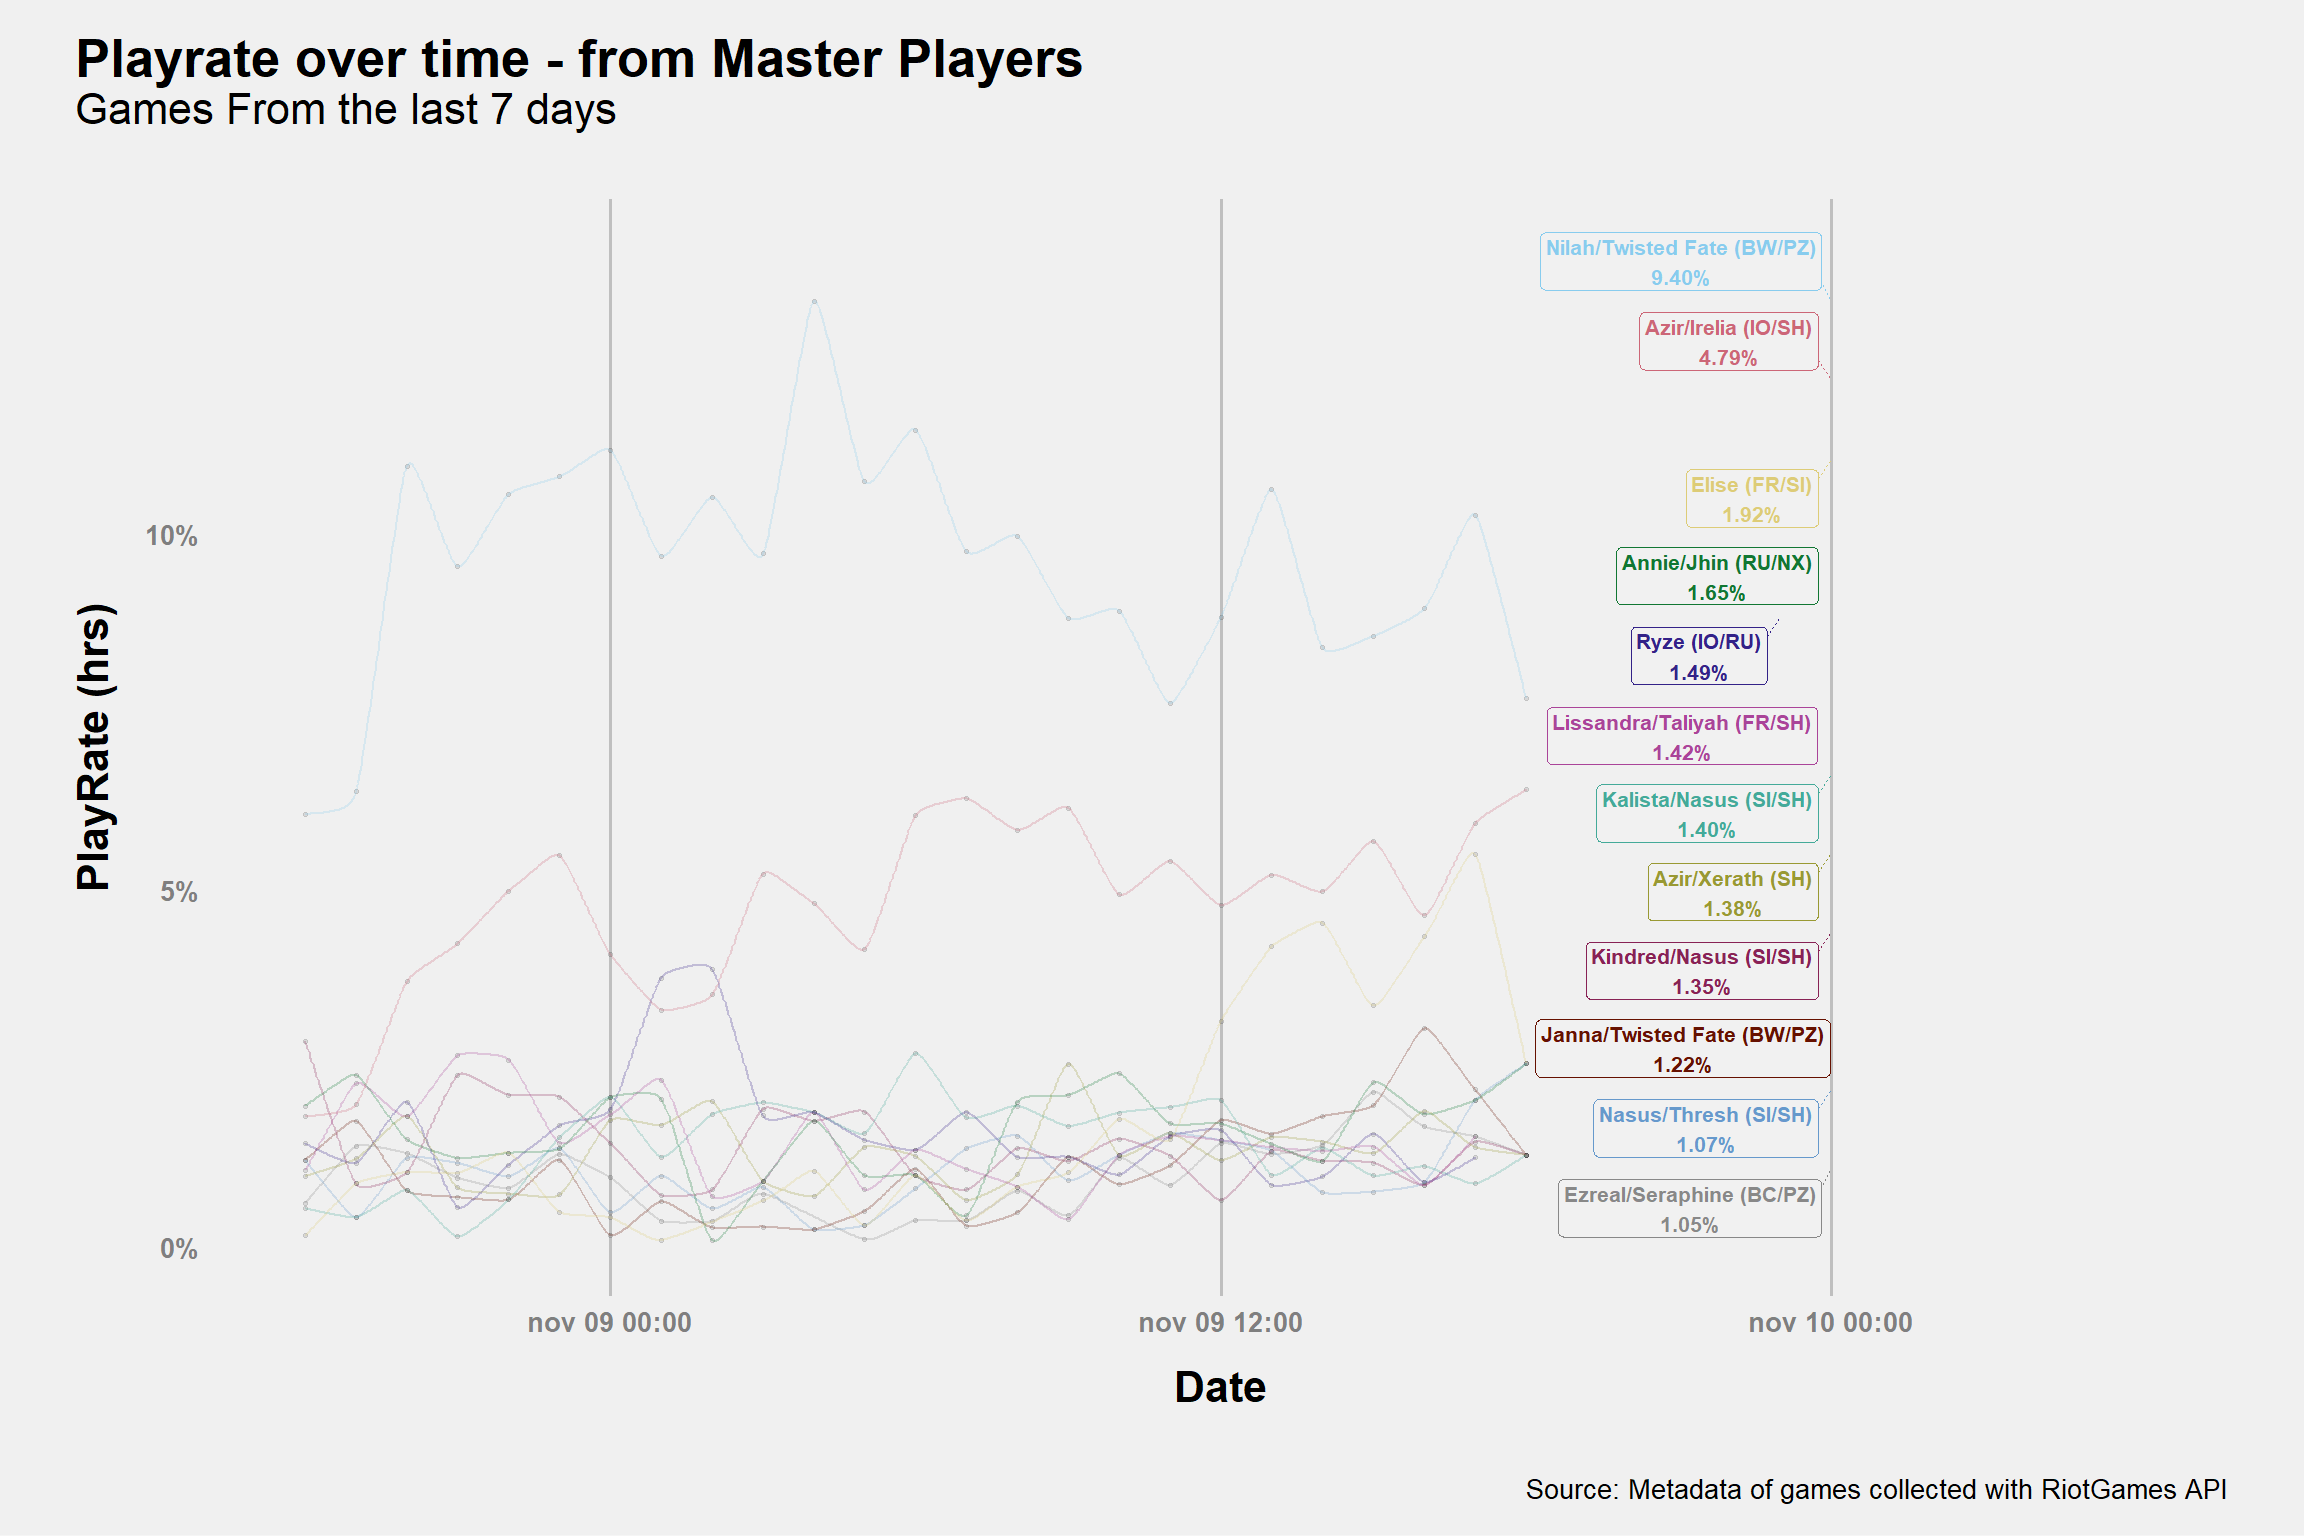 Playrate over time - from Master Players
Games From the last 7 days
PlayRate (hrs)
10%
5%
0%
Nilah/Twisted Fate (BW/PZ)
9.40%
Azir/Irelia (IO/SH)
4.79%
Elise (FR/SI)
1.92%
Annie/Jhin (RU/NX)
1.65%
Ryze (IO/RU)
1.49%
Lissandra/Taliyah (FR/SH)
1.42%
Kalista/Nasus (SI/SH)
1.40%
Azir/Xerath (SH)
1.38%
Kindred/Nasus (SI/SH)
1.35%
Janna/Twisted Fate (BW/PZ)
1.22%
Nasus/Thresh (SI/SH)
1.07%
Ezreal/Seraphine (BC/PZ)
1.05%
nov 09 00:00
nov 09 12:00
nov 10 00:00
Date
Source: Metadata of games collected with RiotGames API